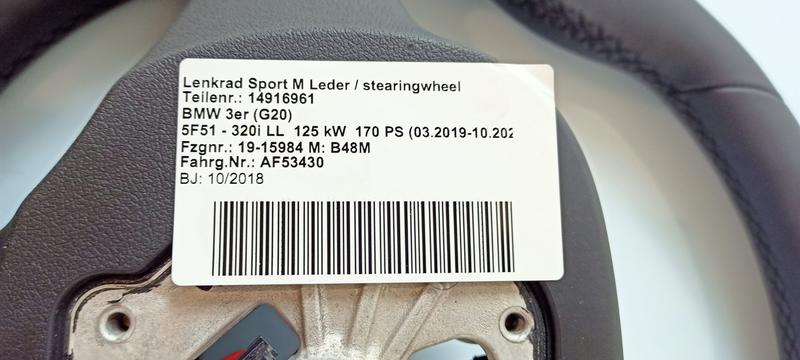 Lenkrad Sport M Leder / stearingwheel
Teilenr.: 14916961
BMW 3er (G20)
5F51 - 320i LL 125 kW 170 PS (03.2019-10.202
Fzgnr.: 19-15984 M: B48M
Fahrg.Nr.: AF53430
BJ: 10/2018